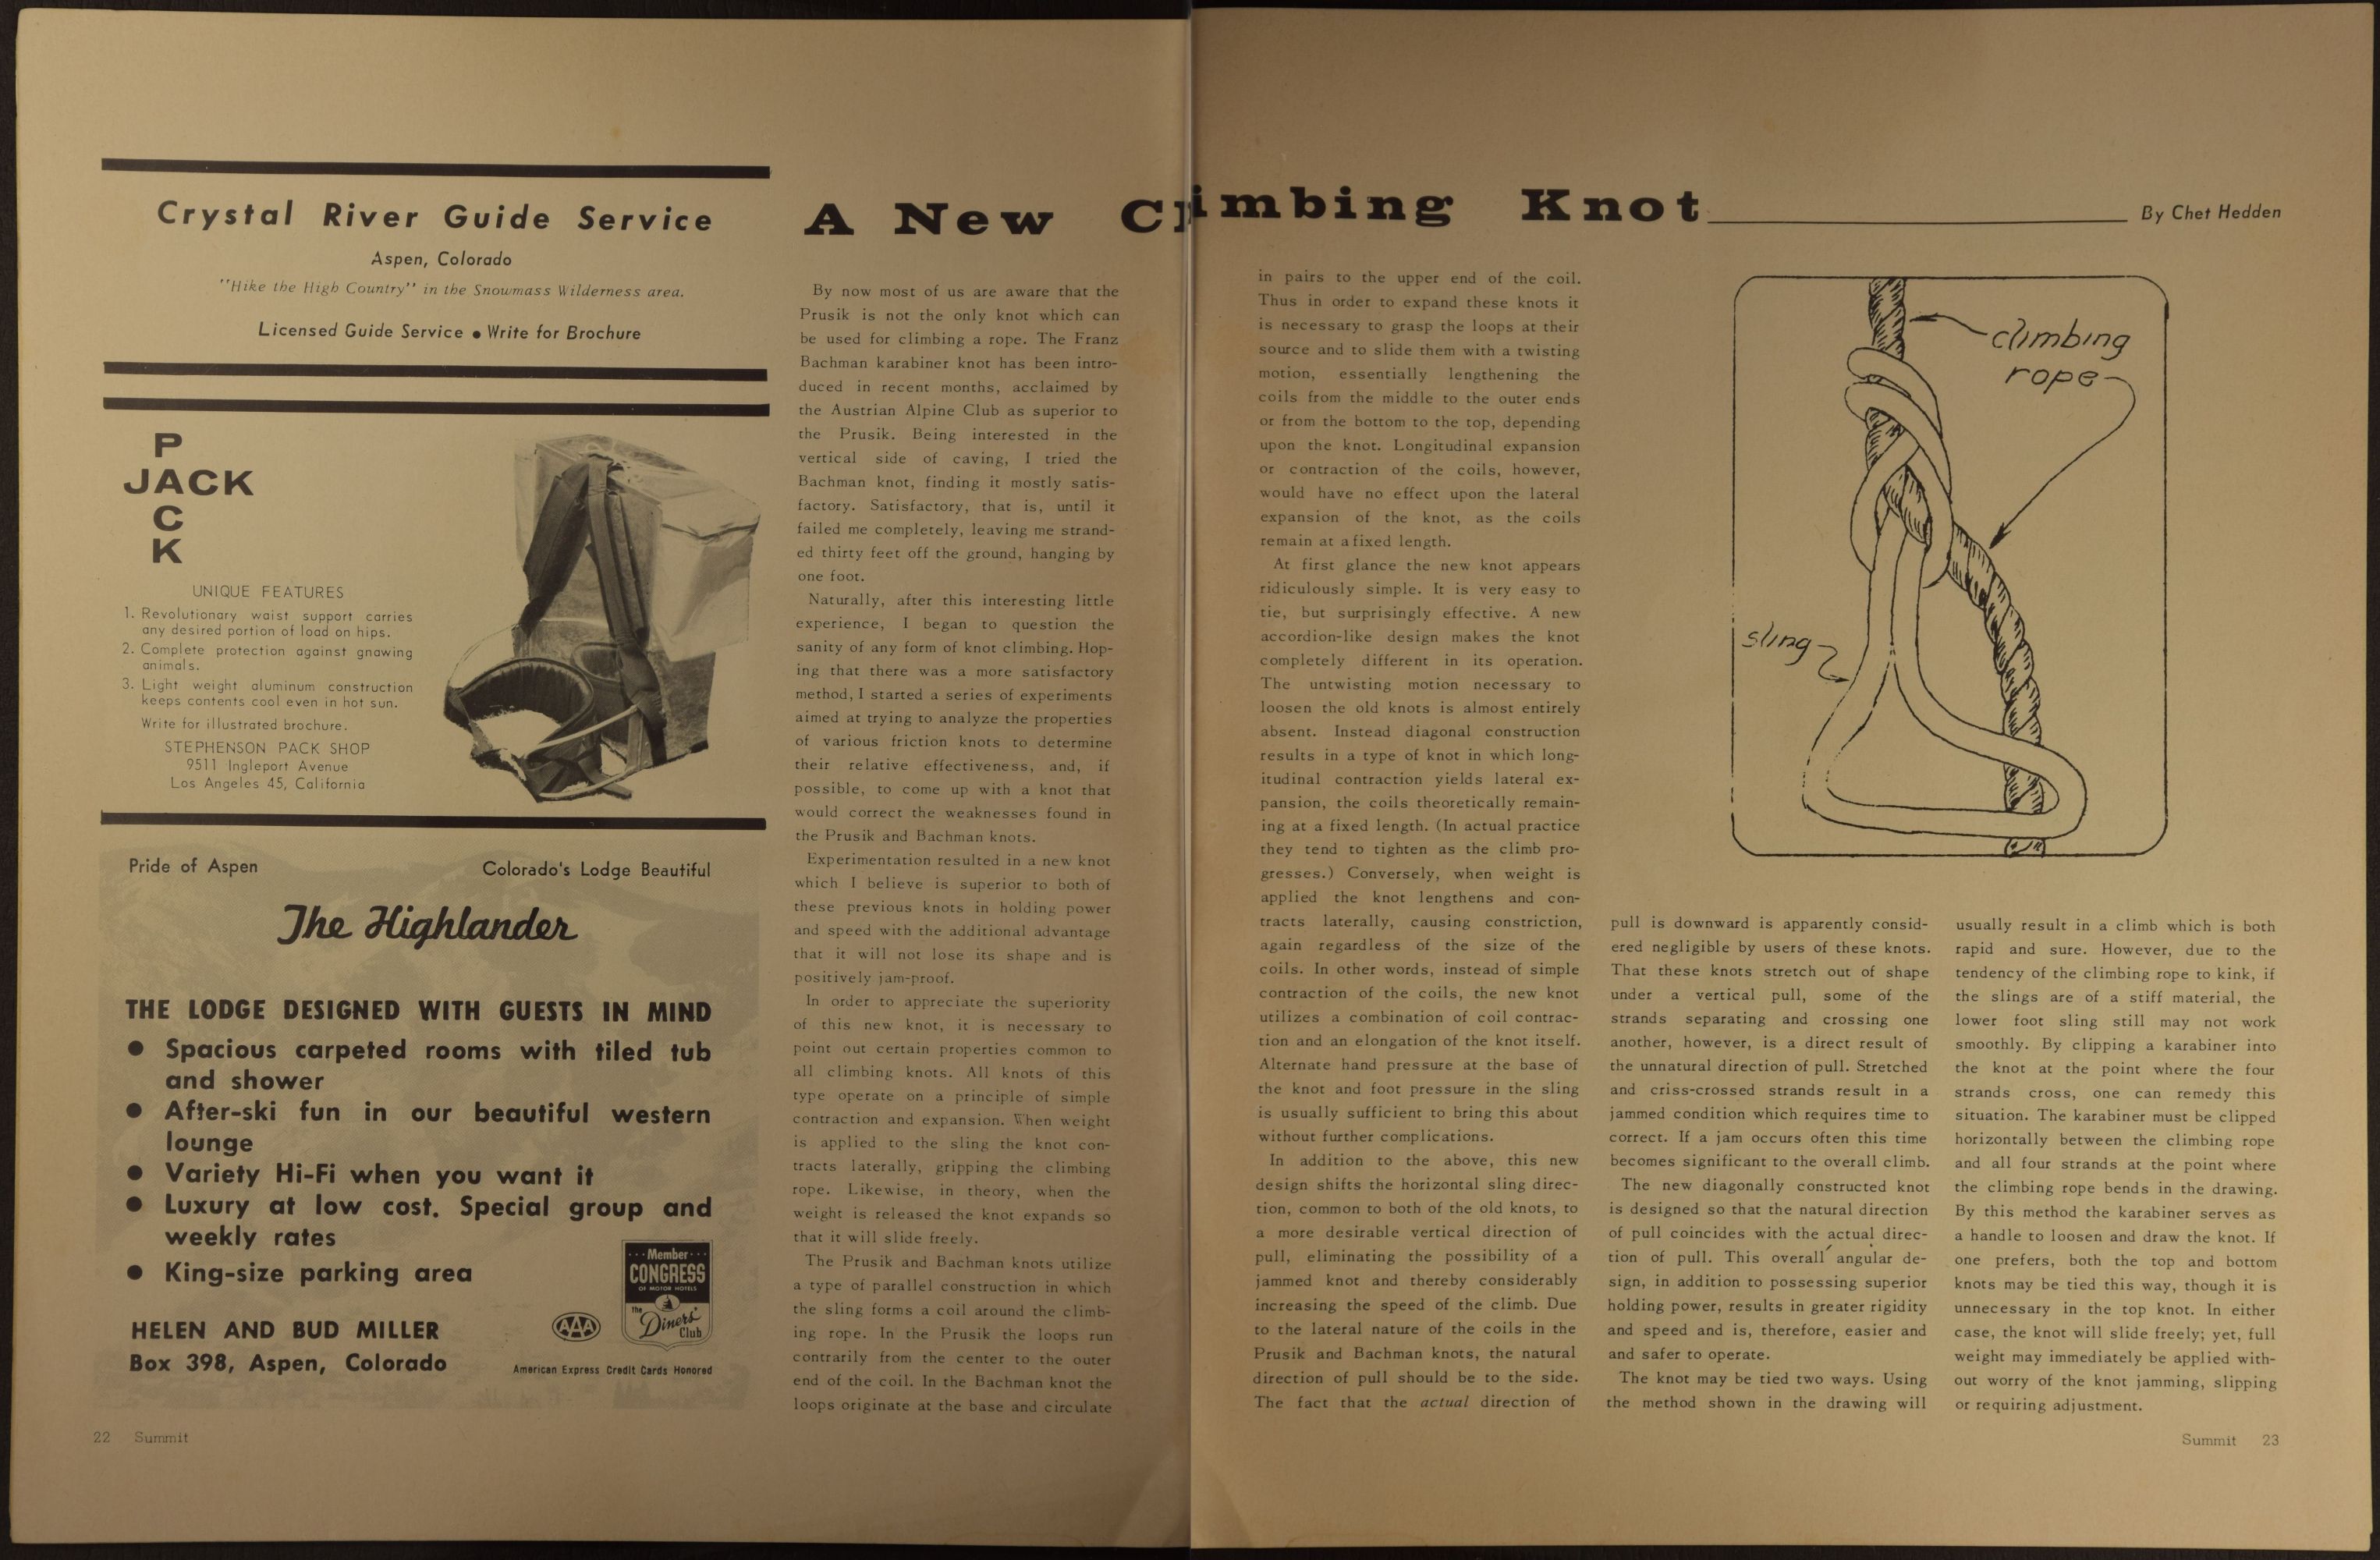 Crystal River Guide Service
Aspen, Colorado
"Hike the High Country" in the Snowmass Wilderness area.
Licensed Guide Service ● Write for Brochure
P
JACK
C
K
UNIQUE FEATURES
1. Revolutionary waist support carries
any desired portion of load on hips.
2. Complete protection against gnawing
animals.
3. Light weight aluminum construction
keeps contents cool even in hot sun.
Write for illustrated brochure.
STEPHENSON PACK SHOP
9511 Ingleport Avenue
Los Angeles 45, California
Pride of Aspen Colorado's Lodge Beautiful
The Highlander
THE LODGE DESIGNED WITH GUESTS IN MIND
● Spacious carpeted rooms with tiled tub
and shower
● After-ski fun in our beautiful western
lounge
● Variety Hi-Fi when you want it
● Luxury at low cost. Special group and
weekly rates
● King-size parking area
HELEN AND BUD MILLER
Box 398, Aspen, Colorado
AAA
Member
CONGRESS
OF MOTOR HOTELS
The Diners' Club
American Express Credit Cards Honored
22 Summit
A New Climbing Knot
By Chet Hedden
By now most of us are aware that the
Prusik is not the only knot which can
be used for climbing a rope. The Franz
Bachman karabiner knot has been intro-
duced in recent months, acclaimed by
the Austrian Alpine Club as superior to
the Prusik. Being interested in the
vertical side of caving, I tried the
Bachman knot, finding it mostly satis-
factory. Satisfactory, that is, until it
failed me completely, leaving me strand-
ed thirty feet off the ground, hanging by
one foot.
Naturally, after this interesting little
experience, I began to question the
sanity of any form of knot climbing. Hop-
ing that there was a more satisfactory
method, I started a series of experiments
aimed at trying to analyze the properties
of various friction knots to determine
their relative effectiveness, and, if
possible, to come up with a knot that
would correct the weaknesses found in
the Prusik and Bachman knots.
Experimentation resulted in a new knot
which I believe is superior to both of
these previous knots in holding power
and speed with the additional advantage
that it will not lose its shape and is
positively jam-proof.
In order to appreciate the superiority
of this new knot, it is necessary to
point out certain properties common to
all climbing knots. All knots of this
type operate on a principle of simple
contraction and expansion. When weight
is applied to the sling the knot con-
tracts laterally, gripping the climbing
rope. Likewise, in theory, when the
weight is released the knot expands so
that it will slide freely.
The Prusik and Bachman knots utilize
a type of parallel construction in which
the sling forms a coil around the climb-
ing rope. In the Prusik the loops run
contrarily from the center to the outer
end of the coil. In the Bachman knot the
loops originate at the base and circulate
in pairs to the upper end of the coil.
Thus in order to expand these knots it
is necessary to grasp the loops at their
source and to slide them with a twisting
motion, essentially lengthening the
coils from the middle to the outer ends
or from the bottom to the top, depending
upon the knot. Longitudinal expansion
or contraction of the coils, however,
would have no effect upon the lateral
expansion of the knot, as the coils
remain at a fixed length.
At first glance the new knot appears
ridiculously simple. It is very easy to
tie, but surprisingly effective. A new
accordion-like design makes the knot
completely different in its operation.
The untwisting motion necessary to
loosen the old knots is almost entirely
absent. Instead diagonal construction
results in a type of knot in which long-
itudinal contraction yields lateral ex-
pansion, the coils theoretically remain-
ing at a fixed length. (In actual practice
they tend to tighten as the climb pro-
gresses.) Conversely, when weight is
applied the knot lengthens and con-
tracts laterally, causing constriction,
again regardless of the size of the
coils. In other words, instead of simple
contraction of the coils, the new knot
utilizes a combination of coil contrac-
tion and an elongation of the knot itself.
Alternate hand pressure at the base of
the knot and foot pressure in the sling
is usually sufficient to bring this about
without further complications.
In addition to the above, this new
design shifts the horizontal sling direc-
tion, common to both of the old knots, to
a more desirable vertical direction of
pull, eliminating the possibility of a
jammed knot and thereby considerably
increasing the speed of the climb. Due
to the lateral nature of the coils in the
Prusik and Bachman knots, the natural
direction of pull should be to the side.
The fact that the actual direction of
climbing
rope
sling
pull is downward is apparently consid-
ered negligible by users of these knots.
That these knots stretch out of shape
under a vertical pull, some of the
strands separating and crossing one
another, however, is a direct result of
the unnatural direction of pull. Stretched
and criss-crossed strands result in a
jammed condition which requires time to
correct. If a jam occurs often this time
becomes significant to the overall climb.
The new diagonally constructed knot
is designed so that the natural direction
of pull coincides with the actual direc-
tion of pull. This overall angular de-
sign, in addition to possessing superior
holding power, results in greater rigidity
and speed and is, therefore, easier and
and safer to operate.
The knot may be tied two ways. Using
the method shown in the drawing will
usually result in a climb which is both
rapid and sure. However, due to the
tendency of the climbing rope to kink, if
the slings are of a stiff material, the
lower foot sling still may not work
smoothly. By clipping a karabiner into
the knot at the point where the four
strands cross, one can remedy this
situation. The karabiner must be clipped
horizontally between the climbing rope
and all four strands at the point where
the climbing rope bends in the drawing.
By this method the karabiner serves as
a handle to loosen and draw the knot. If
one prefers, both the top and bottom
knots may be tied this way, though it is
unnecessary in the top knot. In either
case, the knot will slide freely; yet, full
weight may immediately be applied with-
out worry of the knot jamming, slipping
or requiring adjustment.
Summit 23